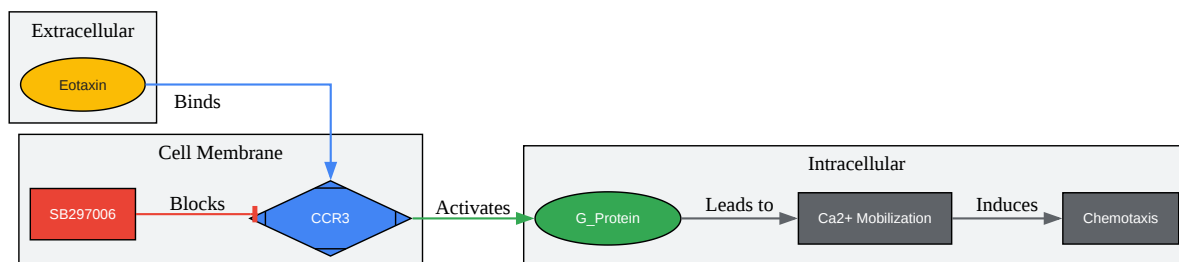 Extracellular
Eotaxin
Binds
Cell Membrane
SB297006
Blocks
CCR3
Activates
Intracellular
G_Protein
Leads to
Ca2+ Mobilization
Induces
Chemotaxis